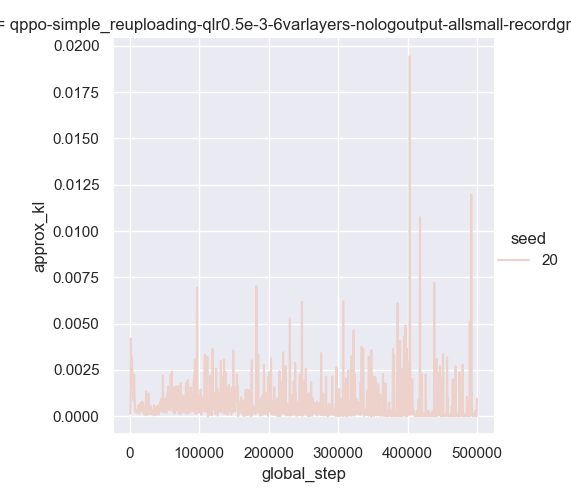 = qppo-simple_reuploading-qlr0.5e-3-6varlayers-nologoutput-allsmall-recordgr
0.0200
0.0175
0.0150
0.0125
0.0100
0.0075
0.0050
0.0025
0.0000
approx_kl
0 100000 200000 300000 400000 500000
global_step
seed
20